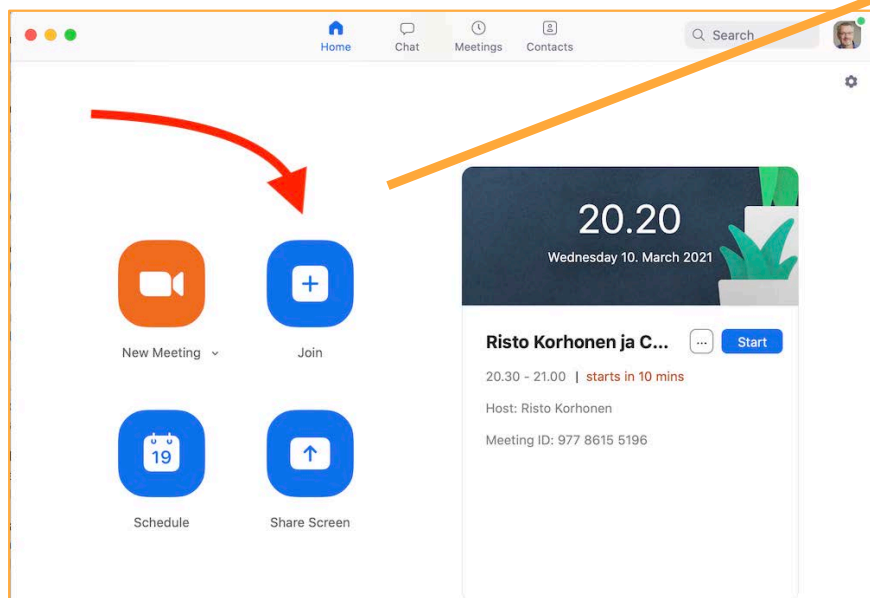 Home
Chat
Meetings
Contacts
Search
20.20
Wednesday 10. March 2021
New Meeting
Join
Risto Korhonen ja C...
...
Start
20.30 - 21.00 | starts in 10 mins
Host: Risto Korhonen
Meeting ID: 977 8615 5196
19
Schedule
Share Screen